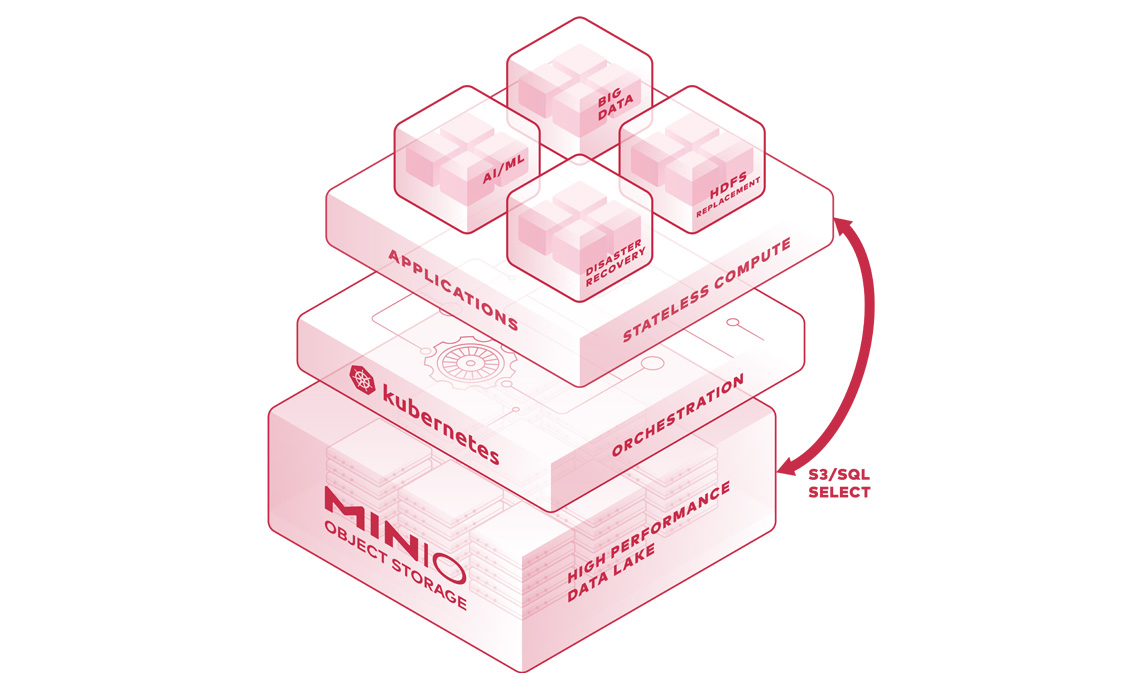 BIG
DATA
AI/ML
HDFS
REPLACEMENT
DISASTER
RECOVERY
APPLICATIONS
STATELESS COMPUTE
kubernetes
ORCHESTRATION
S3/SQL
SELECT
MINIO
OBJECT STORAGE
HIGH PERFORMANCE
DATA LAKE